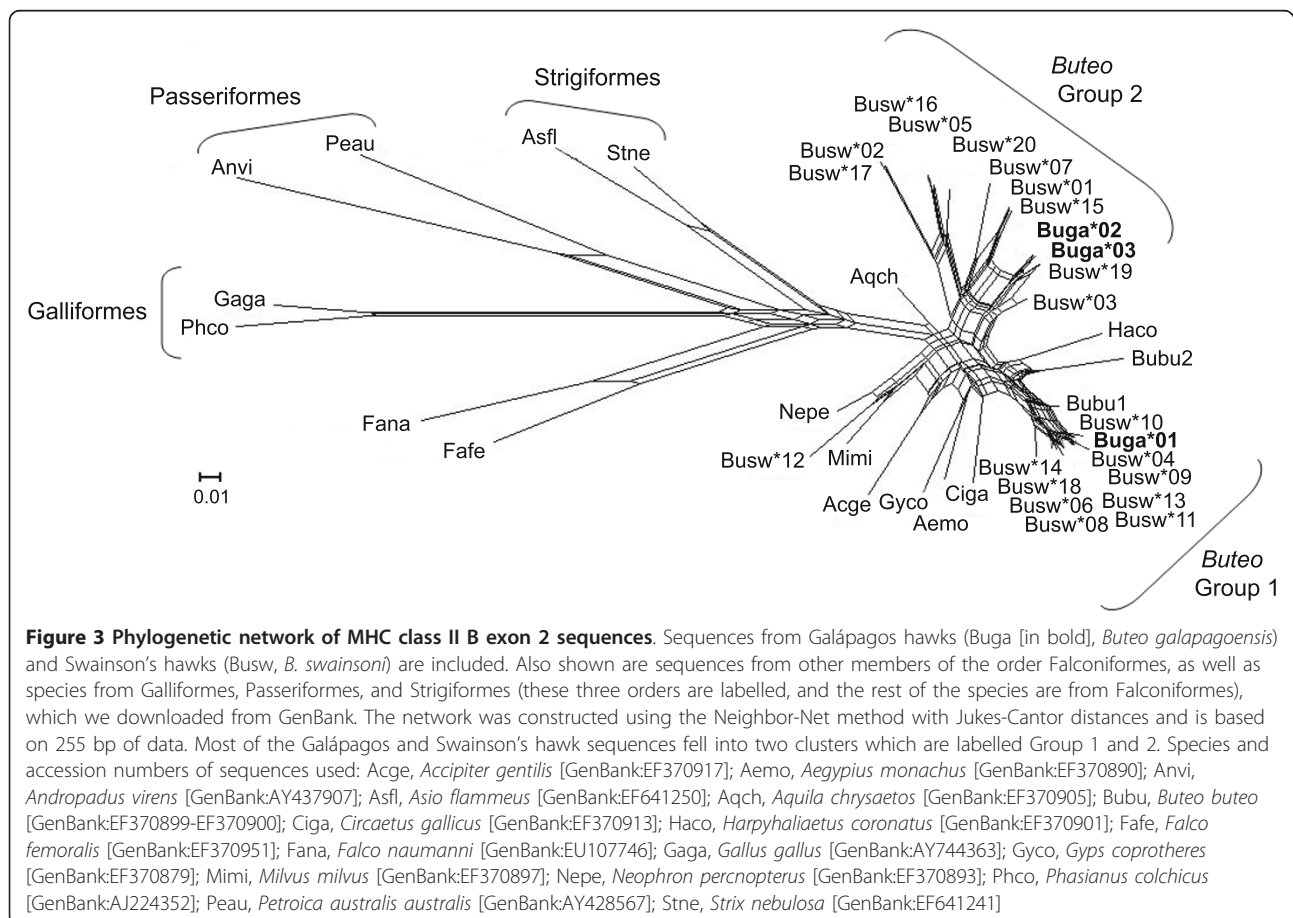 Passeriformes
Strigiformes
Buteo
Group 2
Anvi
Peau
Asfl
Stne
Busw*16
Busw*05
Busw*20
Busw*02
Busw*07
Busw*17
Busw*01
Busw*15
Buga*02
Buga*03
Busw*19
Aqch
Busw*03
Galliformes
Gaga
Phco
Haco
Bubu2
Fana
Fafe
Nepe
Busw*12
Mimi
Acge
Gyco
Aemo
Ciga
Bubu1
Busw*10
Buga*01
Busw*14
Busw*04
Busw*18
Busw*09
Busw*06
Busw*13
Busw*08
Busw*11
0.01
Buteo
Group 1
Figure 3 Phylogenetic network of MHC class II B exon 2 sequences. Sequences from Galápagos hawks (Buga [in bold], Buteo galapagoensis)
and Swainson's hawks (Busw, B. swainsoni) are included. Also shown are sequences from other members of the order Falconiformes, as well as
species from Galliformes, Passeriformes, and Strigiformes (these three orders are labelled, and the rest of the species are from Falconiformes),
which we downloaded from GenBank. The network was constructed using the Neighbor-Net method with Jukes-Cantor distances and is based
on 255 bp of data. Most of the Galápagos and Swainson's hawk sequences fell into two clusters which are labelled Group 1 and 2. Species and
accession numbers of sequences used: Acge, Accipiter gentilis [GenBank:EF370917]; Aemo, Aegypius monachus [GenBank:EF370890]; Anvi,
Andropadus virens [GenBank:AY437907]; Asfl, Asio flammeus [GenBank:EF641250]; Aqch, Aquila chrysaetos [GenBank:EF370905]; Bubu, Buteo buteo
[GenBank:EF370899-EF370900]; Ciga, Circaetus gallicus [GenBank:EF370913]; Haco, Harpyhaliaetus coronatus [GenBank:EF370901]; Fafe, Falco
femoralis [GenBank:EF370951]; Fana, Falco naumanni [GenBank:EU107746]; Gaga, Gallus gallus [GenBank:AY744363]; Gyco, Gyps coprotheres
[GenBank:EF370879]; Mimi, Milvus milvus [GenBank:EF370897]; Nepe, Neophron percnopterus [GenBank:EF370893]; Phco, Phasianus colchicus
[GenBank:AJ224352]; Peau, Petroica australis australis [GenBank:AY428567]; Stne, Strix nebulosa [GenBank:EF641241]